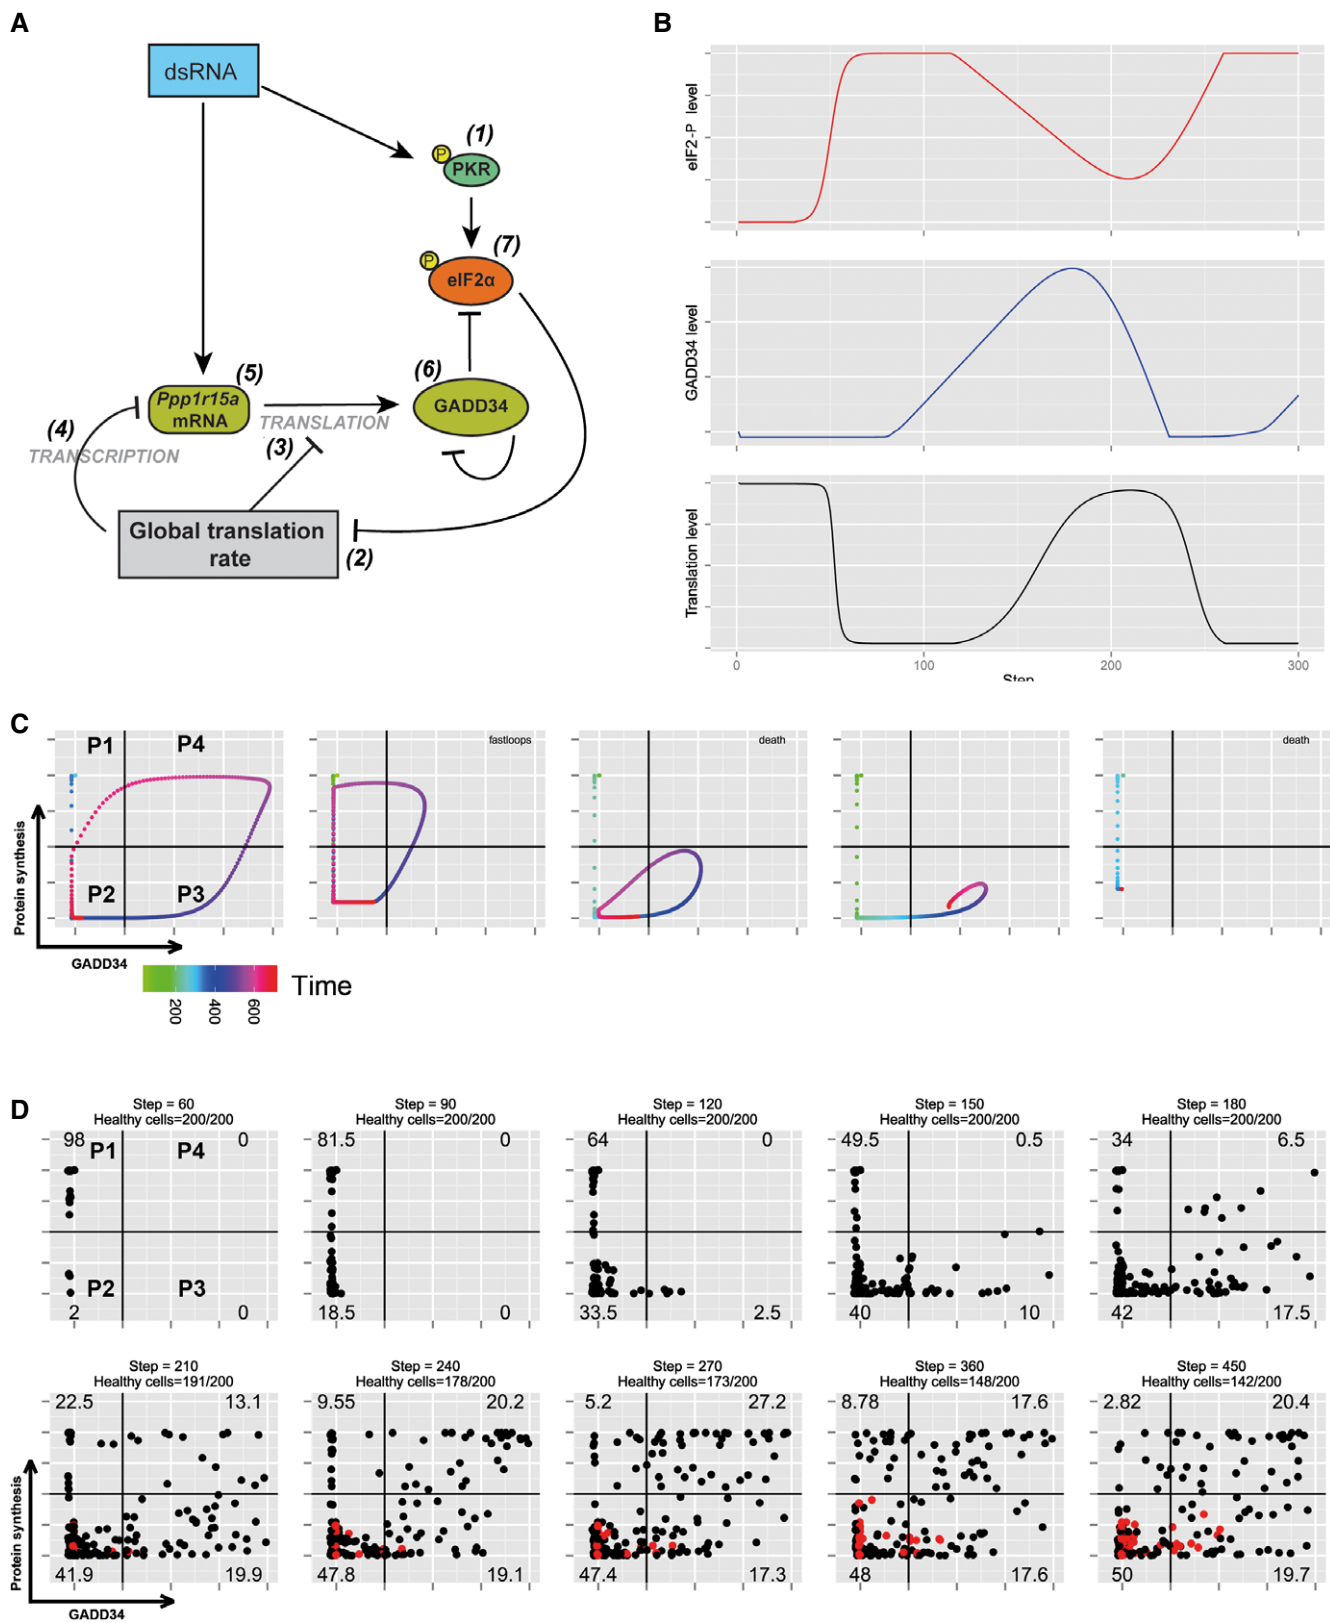 A
dsRNA
(1)
P
PKR
(7)
P
eIF2α
(6)
GADD34
(5)
Ppp1r15a
mRNA
TRANSLATION
(3)
(4)
TRANSCRIPTION
Global translation
rate
(2)
B
eIF2-P level
GADD34 level
Translation level
0 100 200 300
Step
C
P1 P4
P2 P3
fastloops
death
death
Protein synthesis
GADD34
200 400 600
Time
D
Step = 60
Healthy cells=200/200
98 0
P1 P4
P2 P3
2 0
Step = 90
Healthy cells=200/200
81.5 0
18.5 0
Step = 120
Healthy cells=200/200
64 0
33.5 2.5
Step = 150
Healthy cells=200/200
49.5 0.5
40 10
Step = 180
Healthy cells=200/200
34 6.5
42 17.5
Step = 210
Healthy cells=191/200
22.5 13.1
41.9 19.9
Step = 240
Healthy cells=178/200
9.55 20.2
47.8 19.1
Step = 270
Healthy cells=173/200
5.2 27.2
47.4 17.3
Step = 360
Healthy cells=148/200
8.78 17.6
48 17.6
Step = 450
Healthy cells=142/200
2.82 20.4
50 19.7
Protein synthesis
GADD34